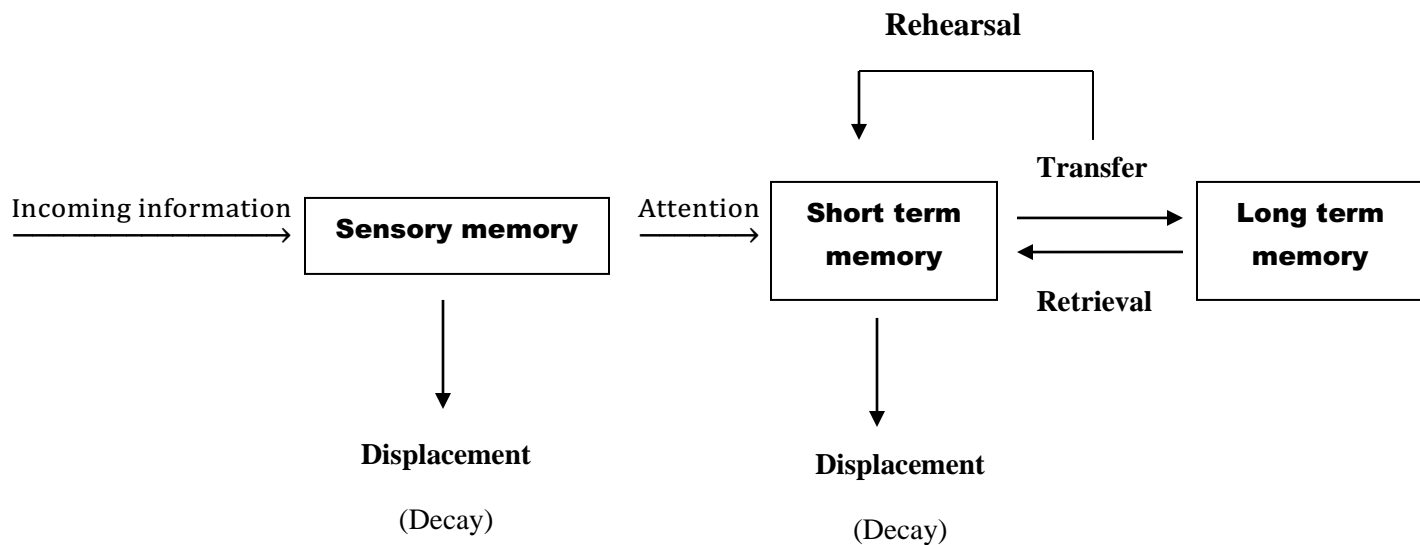 Rehearsal
Transfer
Incoming information
Sensory memory
Attention
Short term
memory
Long term
memory
Retrieval
Displacement
(Decay)
Displacement
(Decay)